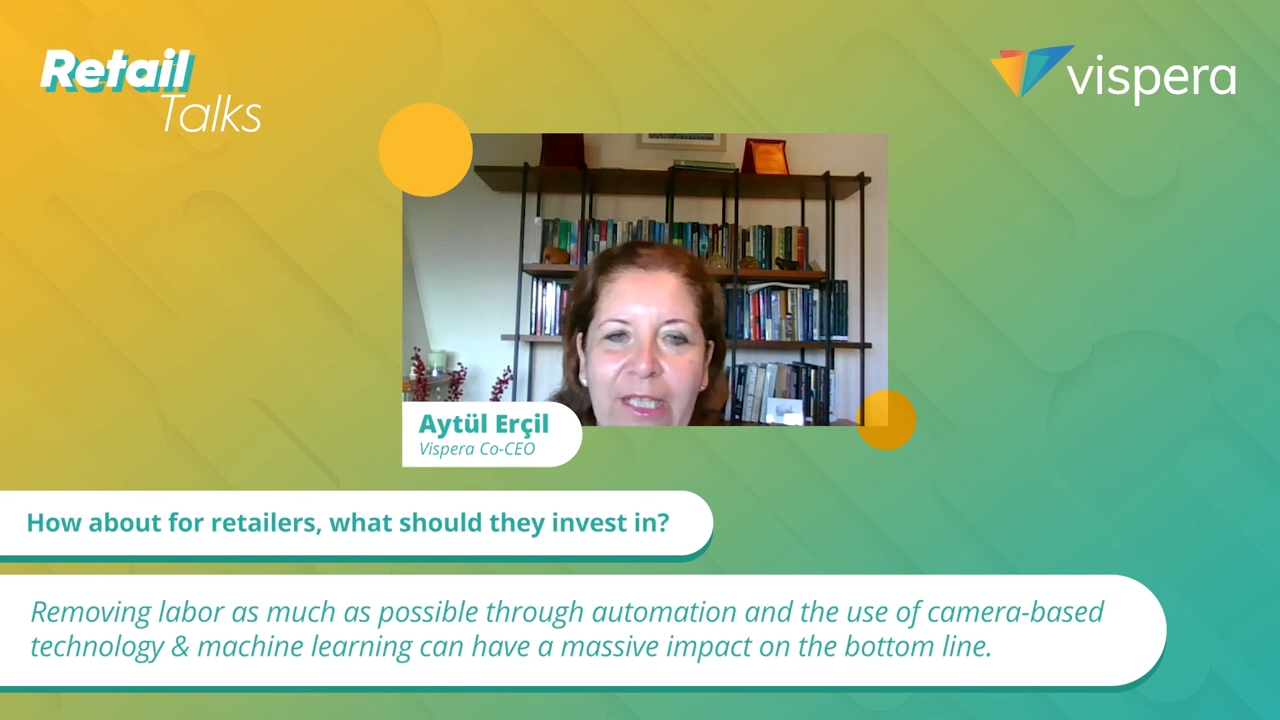 Retail
Talks
vispera
Aytül Erçil
Vispera Co-CEO
How about for retailers, what should they invest in?
Removing labor as much as possible through automation and the use of camera-based
technology & machine learning can have a massive impact on the bottom line.